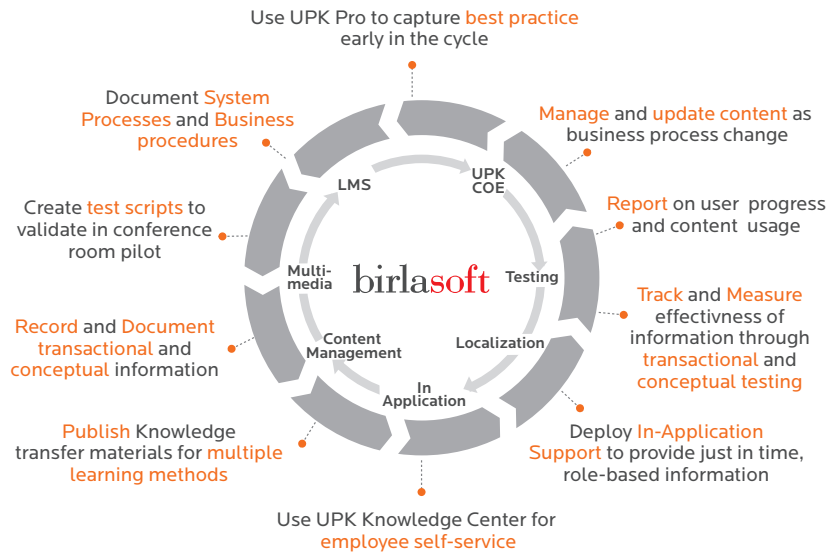 Use UPK Pro to capture best practice
early in the cycle
Document System
Processes and Business
procedures
Manage and update content as
business process change
Create test scripts to
validate in conference
room pilot
Report on user progress
and content usage
Record and Document
transactional and
conceptual information
Track and Measure
effectivness of
information through
transactional and
conceptual testing
Publish Knowledge
transfer materials for multiple
learning methods
Deploy In-Application
Support to provide just in time,
role-based information
Use UPK Knowledge Center for
employee self-service
LMS
UPK
COE
Testing
Localization
In
Application
Content
Management
Multi-
media
birlasoft